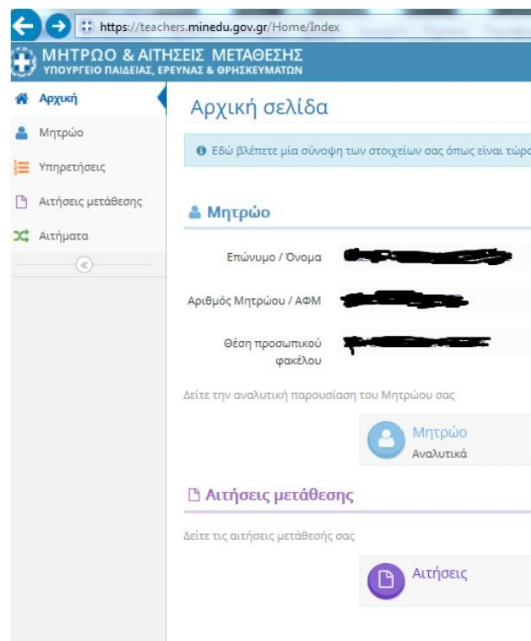 https://teachers.minedu.gov.gr/Home/Index
ΜΗΤΡΩΟ & ΑΙΤΗΣΕΙΣ ΜΕΤΑΘΕΣΗΣ
ΥΠΟΥΡΓΕΙΟ ΠΑΙΔΕΙΑΣ, ΕΡΕΥΝΑΣ & ΘΡΗΣΚΕΥΜΑΤΩΝ
Αρχική
Μητρώο
Υπηρετήσεις
Αιτήσεις μετάθεσης
Αιτήματα
Αρχική σελίδα
Εδώ βλέπετε μία σύνοψη των στοιχείων σας όπως είναι τώρα
Μητρώο
Επώνυμο / Όνομα
Αριθμός Μητρώου / ΑΦΜ
Θέση προσωπικού
φακέλου
Δείτε την αναλυτική παρουσίαση του Μητρώου σας
Μητρώο
Αναλυτικά
Αιτήσεις μετάθεσης
Δείτε τις αιτήσεις μετάθεσής σας
Αιτήσεις